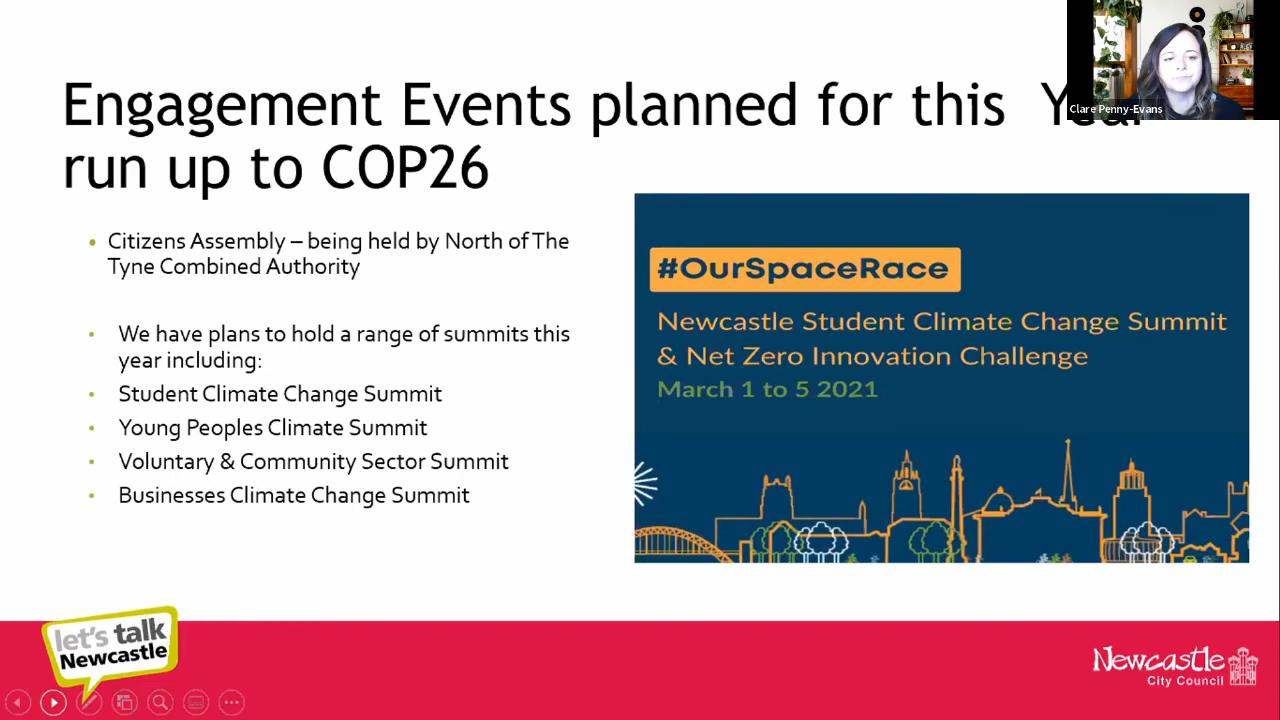 Engagement Events planned for this Year
run up to COP26
Clare Penny-Evans
• Citizens Assembly – being held by North of The
Tyne Combined Authority
• We have plans to hold a range of summits this
year including:
• Student Climate Change Summit
• Young Peoples Climate Summit
• Voluntary & Community Sector Summit
• Businesses Climate Change Summit
#OurSpaceRace
Newcastle Student Climate Change Summit
& Net Zero Innovation Challenge
March 1 to 5 2021
let's talk
Newcastle
Newcastle
City Council